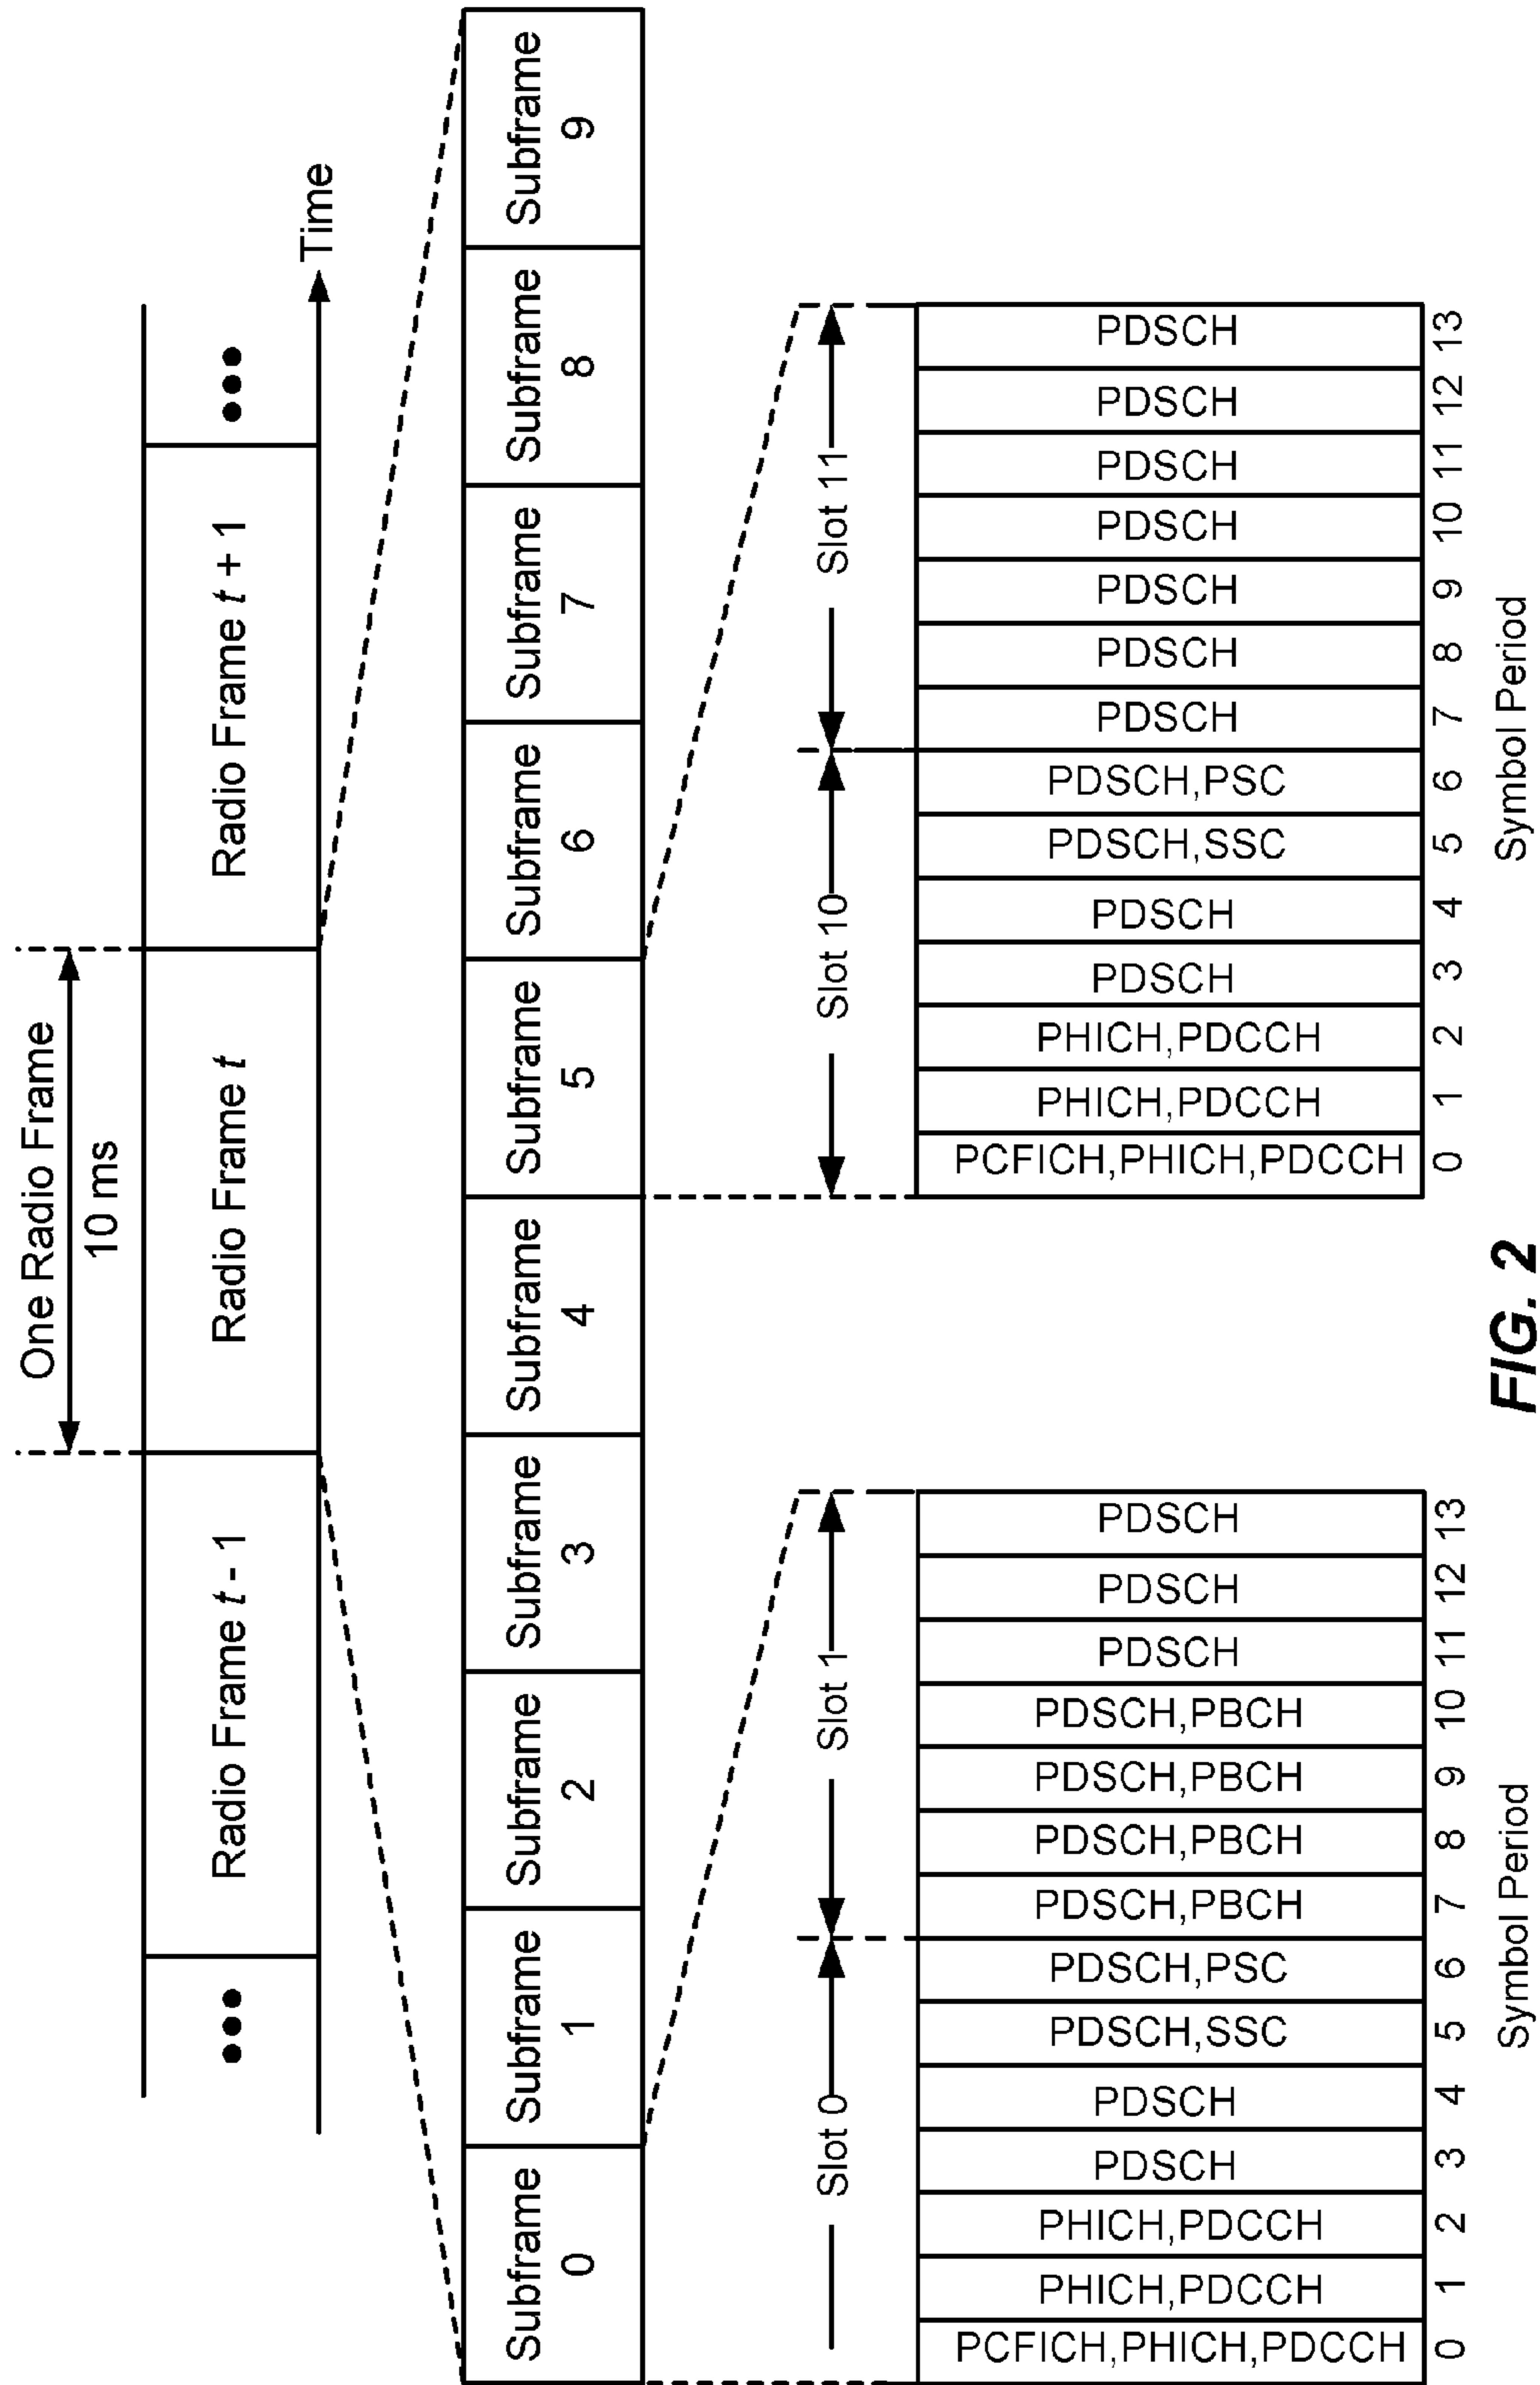 One Radio Frame
10 ms
Radio Frame t - 1
Radio Frame t
Radio Frame t + 1
Time
Subframe
0
Subframe
1
Subframe
2
Subframe
3
Subframe
4
Subframe
5
Subframe
6
Subframe
7
Subframe
8
Subframe
9
Slot 0
Slot 1
PCFICH,PHICH,PDCCH
PHICH,PDCCH
PHICH,PDCCH
PDSCH
PDSCH
PDSCH,SSC
PDSCH,PSC
PDSCH,PBCH
PDSCH,PBCH
PDSCH,PBCH
PDSCH,PBCH
PDSCH
PDSCH
PDSCH
0 1 2 3 4 5 6 7 8 9 10 11 12 13
Symbol Period
Slot 10
Slot 11
PCFICH,PHICH,PDCCH
PHICH,PDCCH
PHICH,PDCCH
PDSCH
PDSCH
PDSCH,SSC
PDSCH,PSC
PDSCH
PDSCH
PDSCH
PDSCH
PDSCH
PDSCH
PDSCH
0 1 2 3 4 5 6 7 8 9 10 11 12 13
Symbol Period
FIG. 2